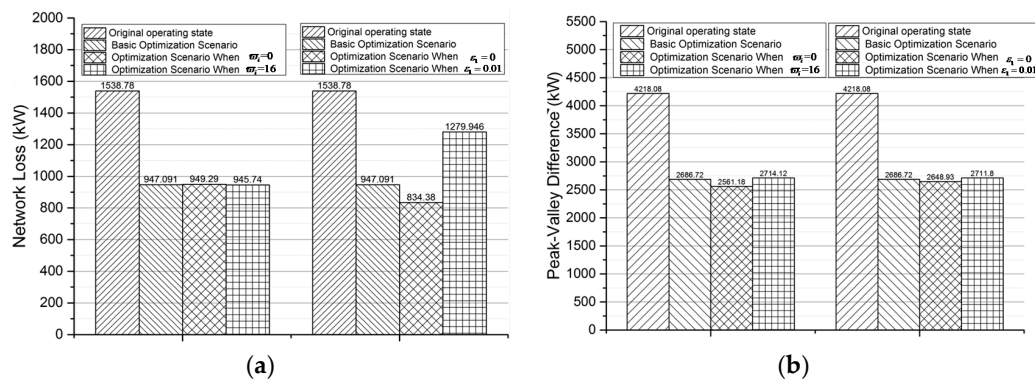 2000
1800
1600
1400
1200
1000
800
600
400
200
0
Network Loss (kW)
Original operating state
Basic Optimization Scenario
Optimization Scenario When ϖᵢ=0
Optimization Scenario When ϖᵢ=16
Original operating state
Basic Optimization Scenario
Optimization Scenario When ε₁=0
Optimization Scenario When ε₁=0.01
1538.78
947.091
949.29
945.74
1538.78
947.091
834.38
1279.946
(a)
5500
5000
4500
4000
3500
3000
2500
2000
1500
1000
500
0
Peak-Valley Difference (kW)
Original operating state
Basic Optimization Scenario
Optimization Scenario When ϖᵢ=0
Optimization Scenario When ϖᵢ=16
Original operating state
Basic Optimization Scenario
Optimization Scenario When ε₁=0
Optimization Scenario When ε₁=0.01
4218.08
2686.72
2561.18
2714.12
4218.08
2686.72
2648.93
2711.8
(b)